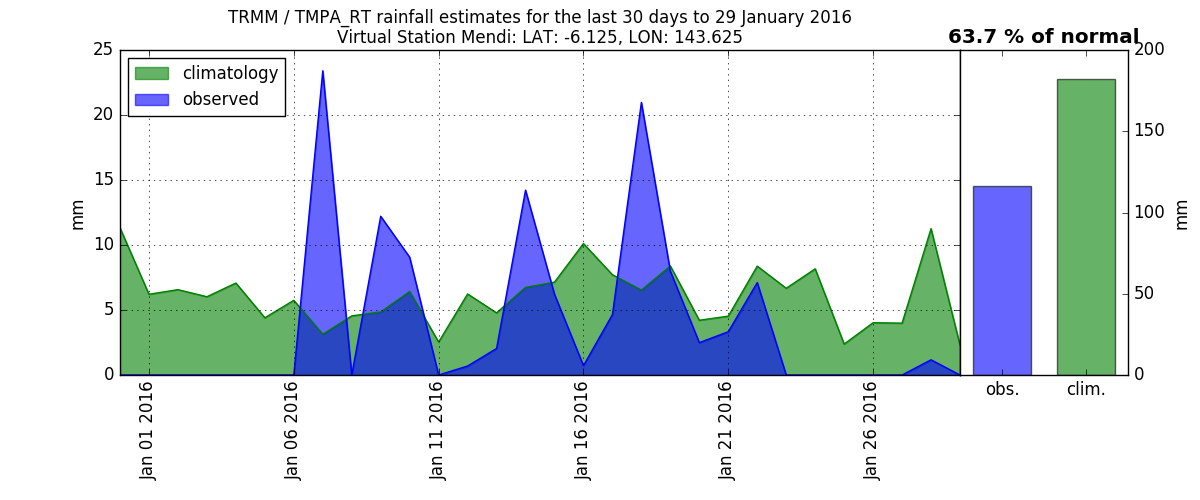 TRMM / TMPA_RT rainfall estimates for the last 30 days to 29 January 2016
Virtual Station Mendi: LAT: -6.125, LON: 143.625
63.7 % of normal
climatology
observed
25
20
15
10
5
0
mm
Jan 01 2016
Jan 06 2016
Jan 11 2016
Jan 16 2016
Jan 21 2016
Jan 26 2016
obs.
clim.
200
150
100
50
0
mm